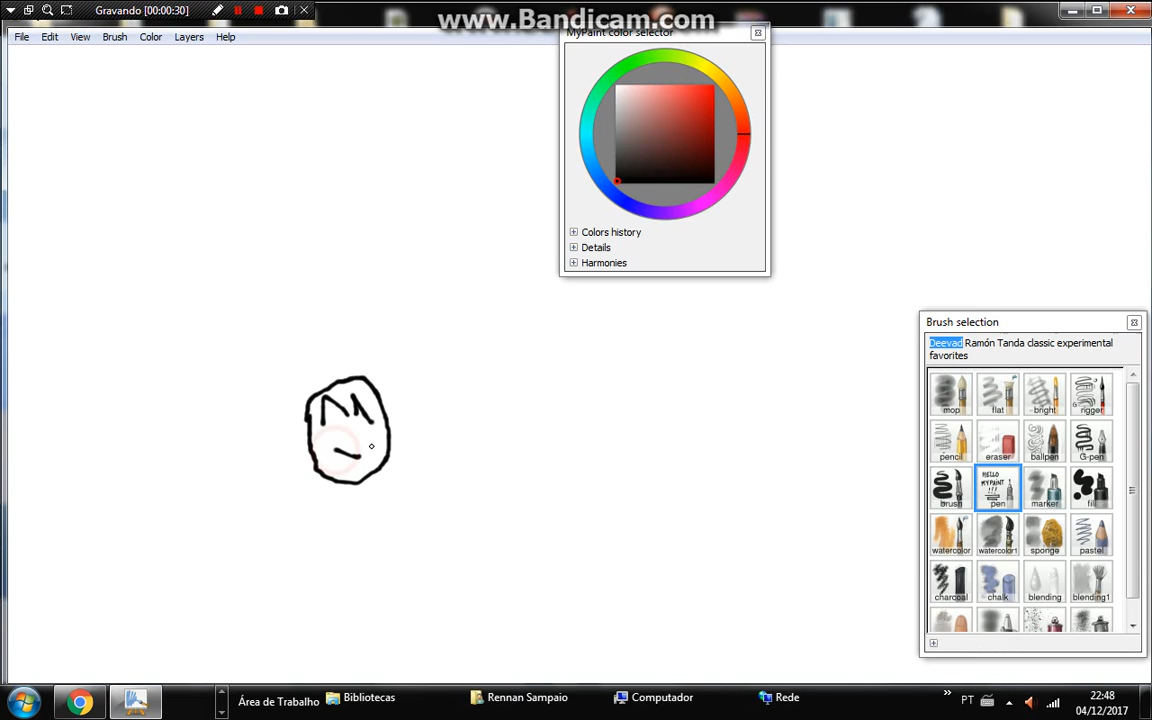 Gravando [00:00:30]
www.Bandicam.com
File Edit View Brush Color Layers Help
MyPaint color selector
Colors history
Details
Harmonies
Brush selection
Deevad Ramón Tanda classic experimental
favorites
mop flat bright rigger
pencil eraser ballpen G-pen
HELLO
MY PAINT
!!!
brush pen marker fill
watercolor watercolor1 sponge pastel
charcoal chalk blending blending1
Área de Trabalho Bibliotecas Rennan Sampaio Computador Rede » PT 22:48
04/12/2017